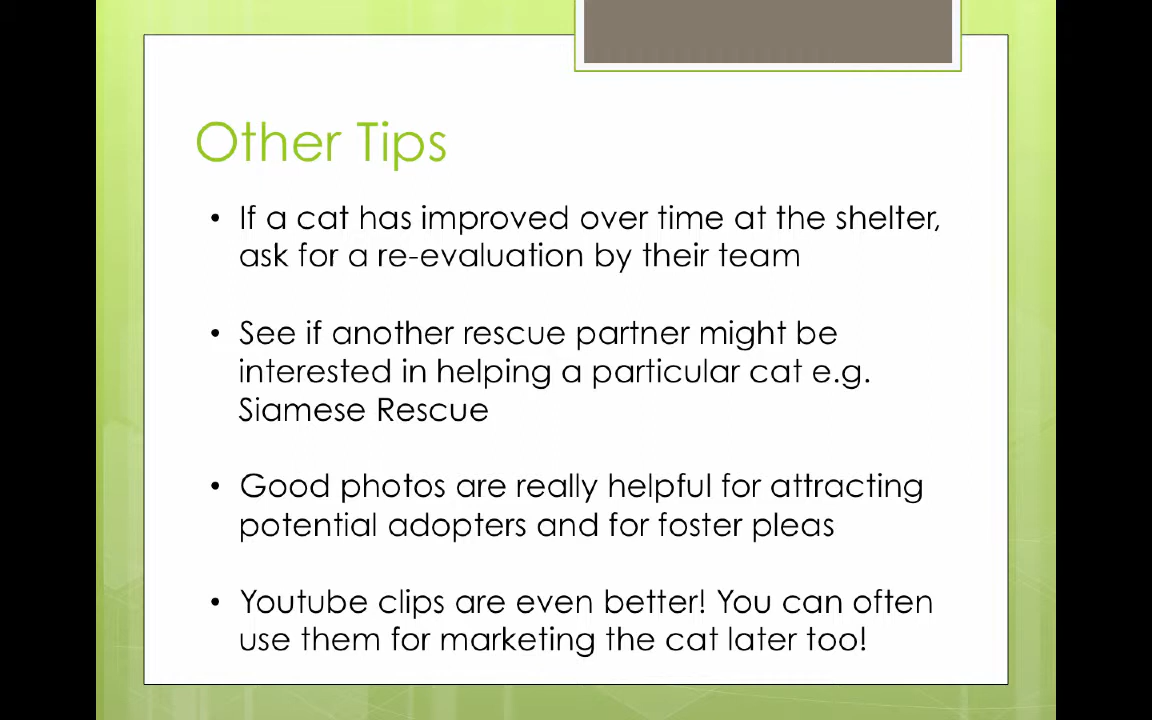 Other Tips
• If a cat has improved over time at the shelter,
ask for a re-evaluation by their team
• See if another rescue partner might be
interested in helping a particular cat e.g.
Siamese Rescue
• Good photos are really helpful for attracting
potential adopters and for foster pleas
• Youtube clips are even better! You can often
use them for marketing the cat later too!